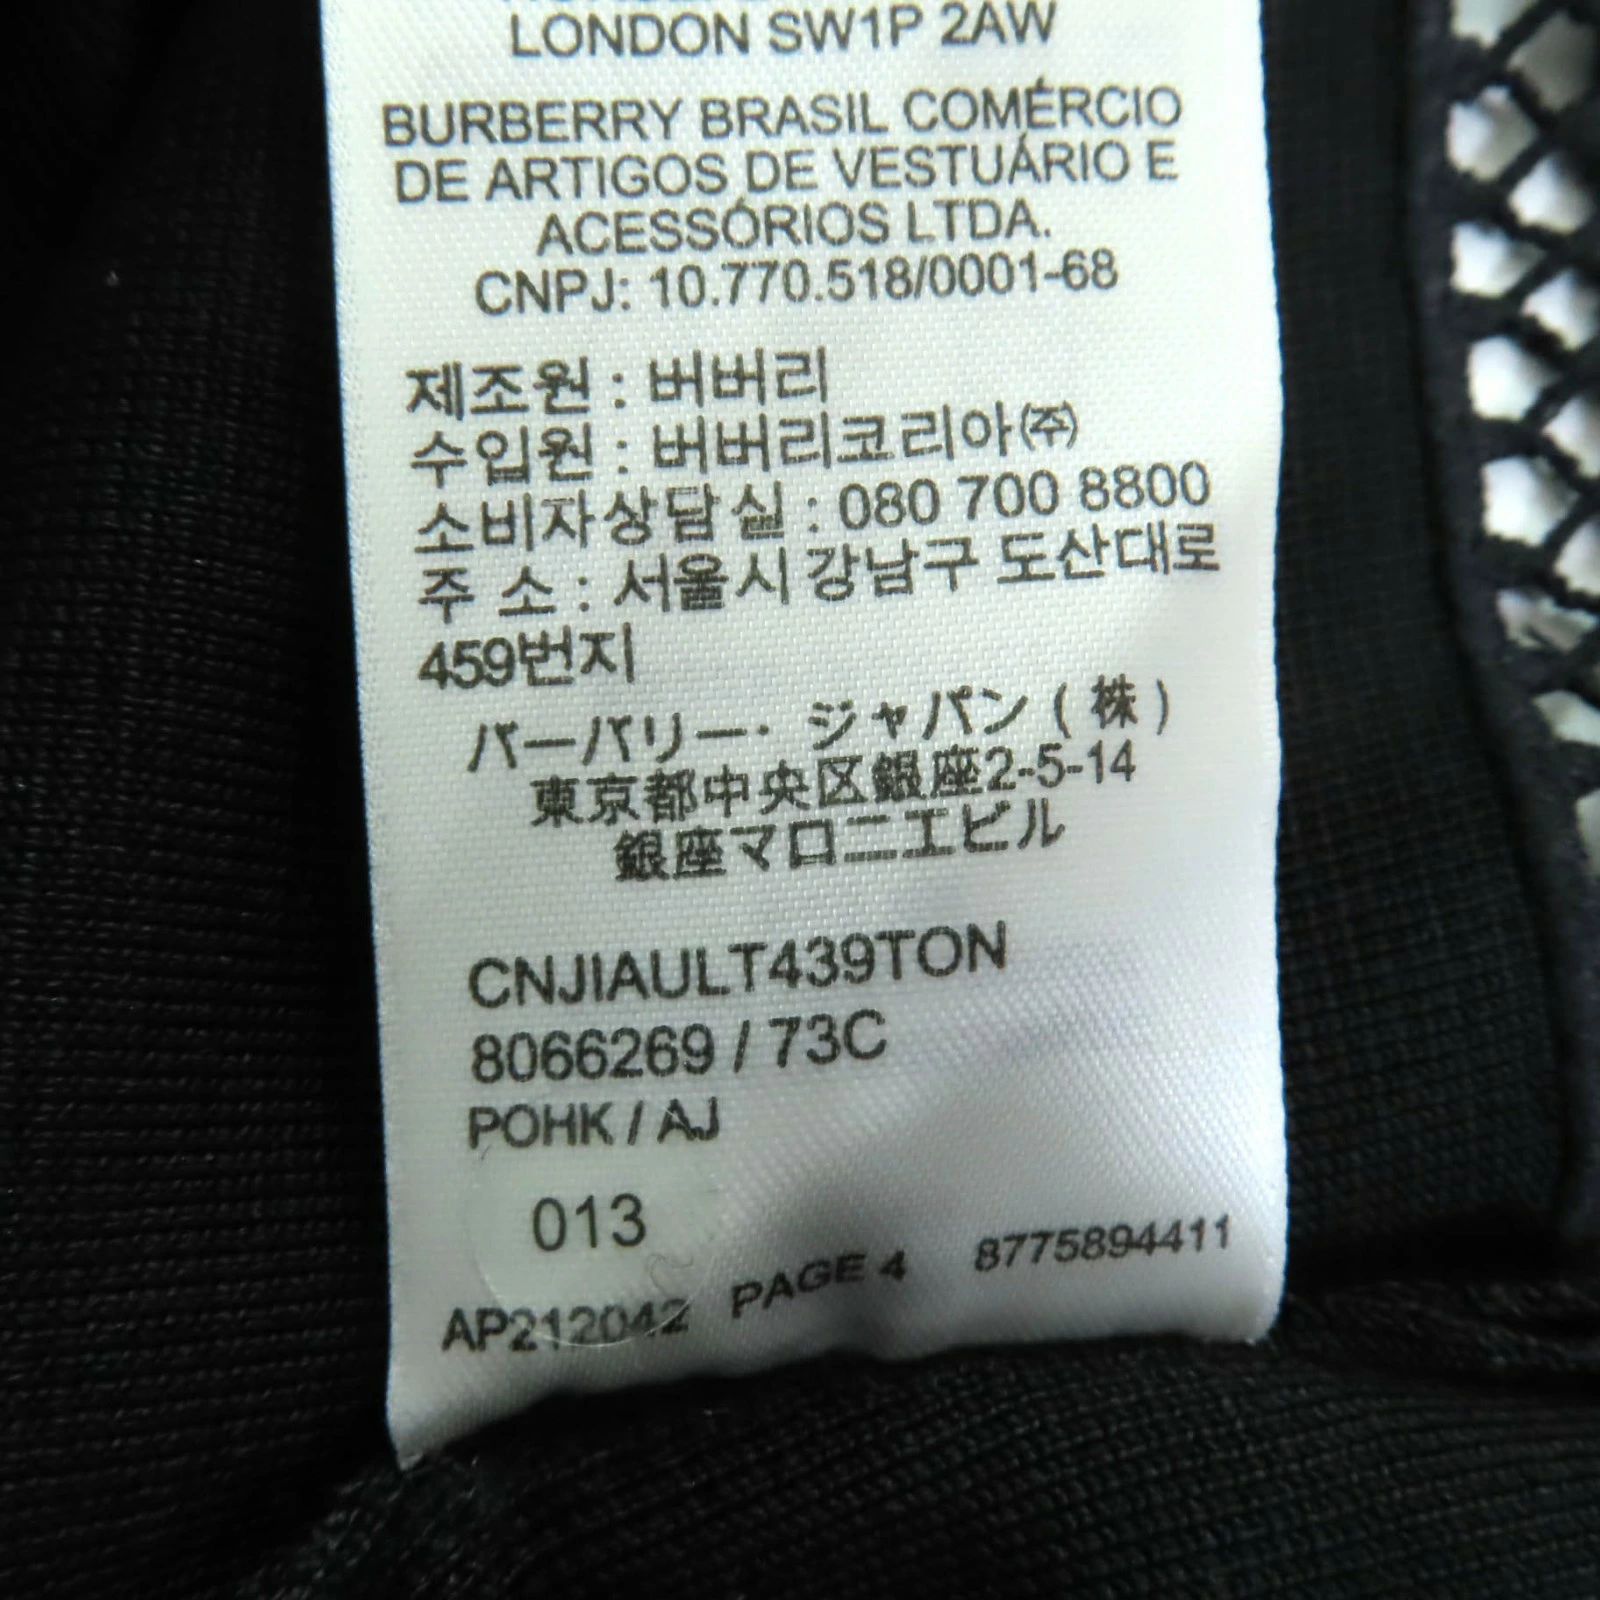 LONDON SW1P 2AW
BURBERRY BRASIL COMÉRCIO
DE ARTIGOS DE VESTUÁRIO E
ACESSÓRIOS LTDA.
CNPJ: 10.770.518/0001-68
제조원 : 버버리
수입원 : 버버리코리아㈜
소비자상담실 : 080 700 8800
주 소 : 서울시 강남구 도산대로
459번지
バーバリー・ジャパン ( 株 )
東京都中央区銀座2-5-14
銀座マロニエビル
CNJIAULT439TON
8066269 / 73C
POHK / AJ
013
AP212042 PAGE 4 8775894411